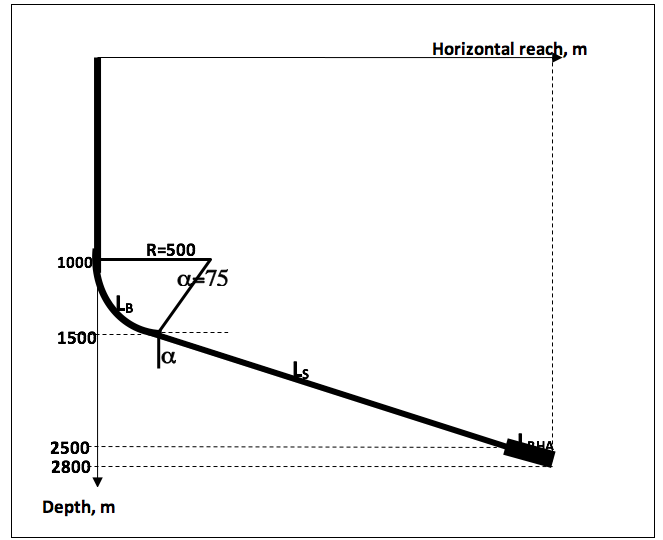 Horizontal reach, m
R=500
1000
α=75
LB
1500
α
LS
LBHA
2500
2800
Depth, m